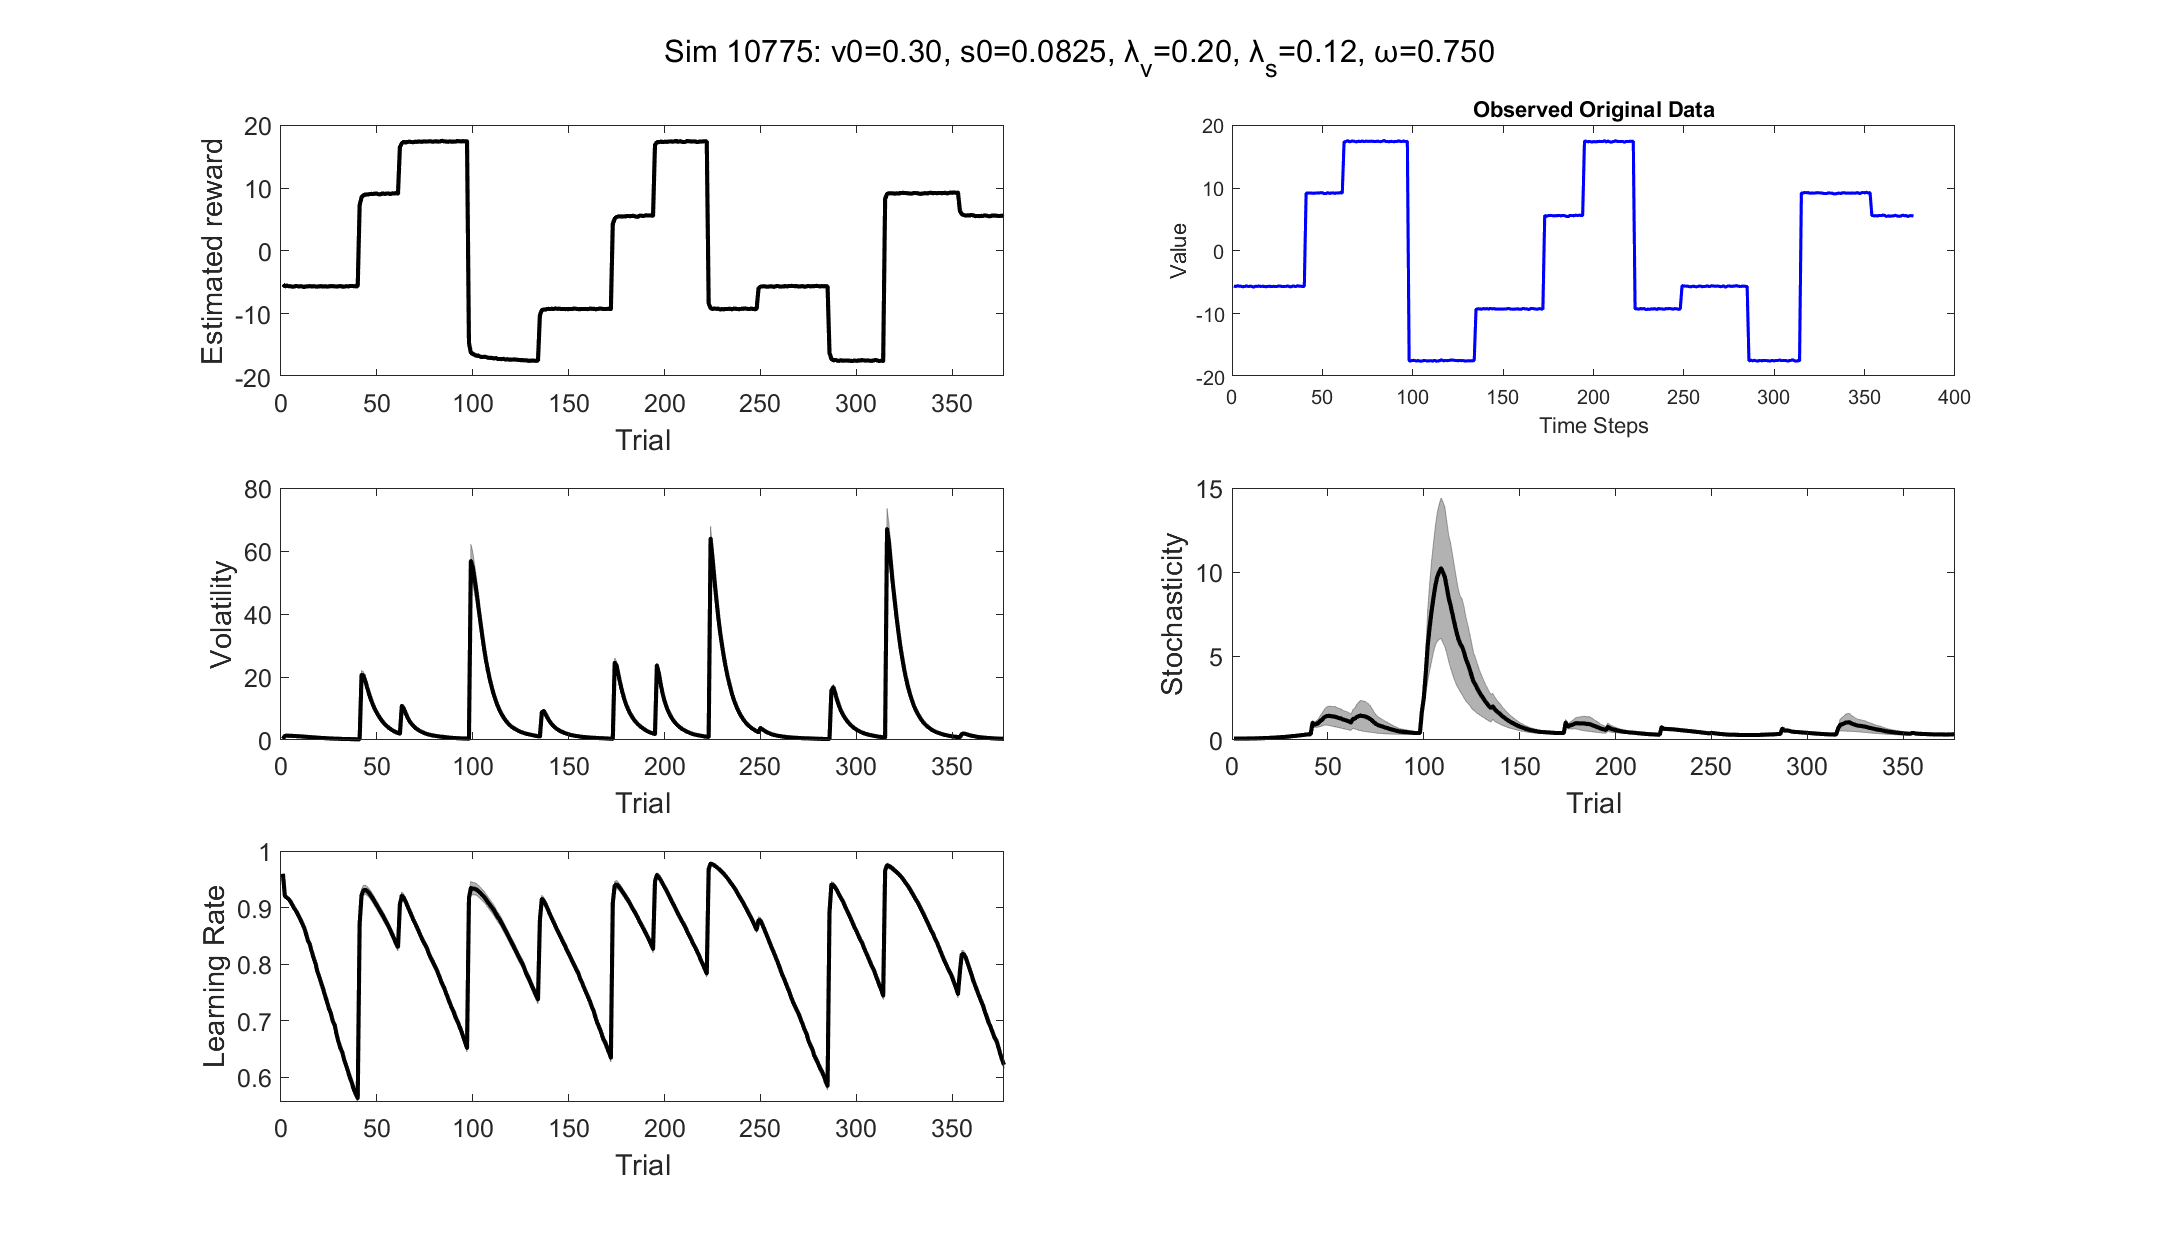 Sim 10775: v0=0.30, s0=0.0825, λv=0.20, λs=0.12, ω=0.750
Estimated reward
20
10
0
-10
-20
0 50 100 150 200 250 300 350
Trial
Observed Original Data
Value
20
10
0
-10
-20
0 50 100 150 200 250 300 350 400
Time Steps
Volatility
80
60
40
20
0
0 50 100 150 200 250 300 350
Trial
Stochasticity
15
10
5
0
0 50 100 150 200 250 300 350
Trial
Learning Rate
1
0.9
0.8
0.7
0.6
0 50 100 150 200 250 300 350
Trial